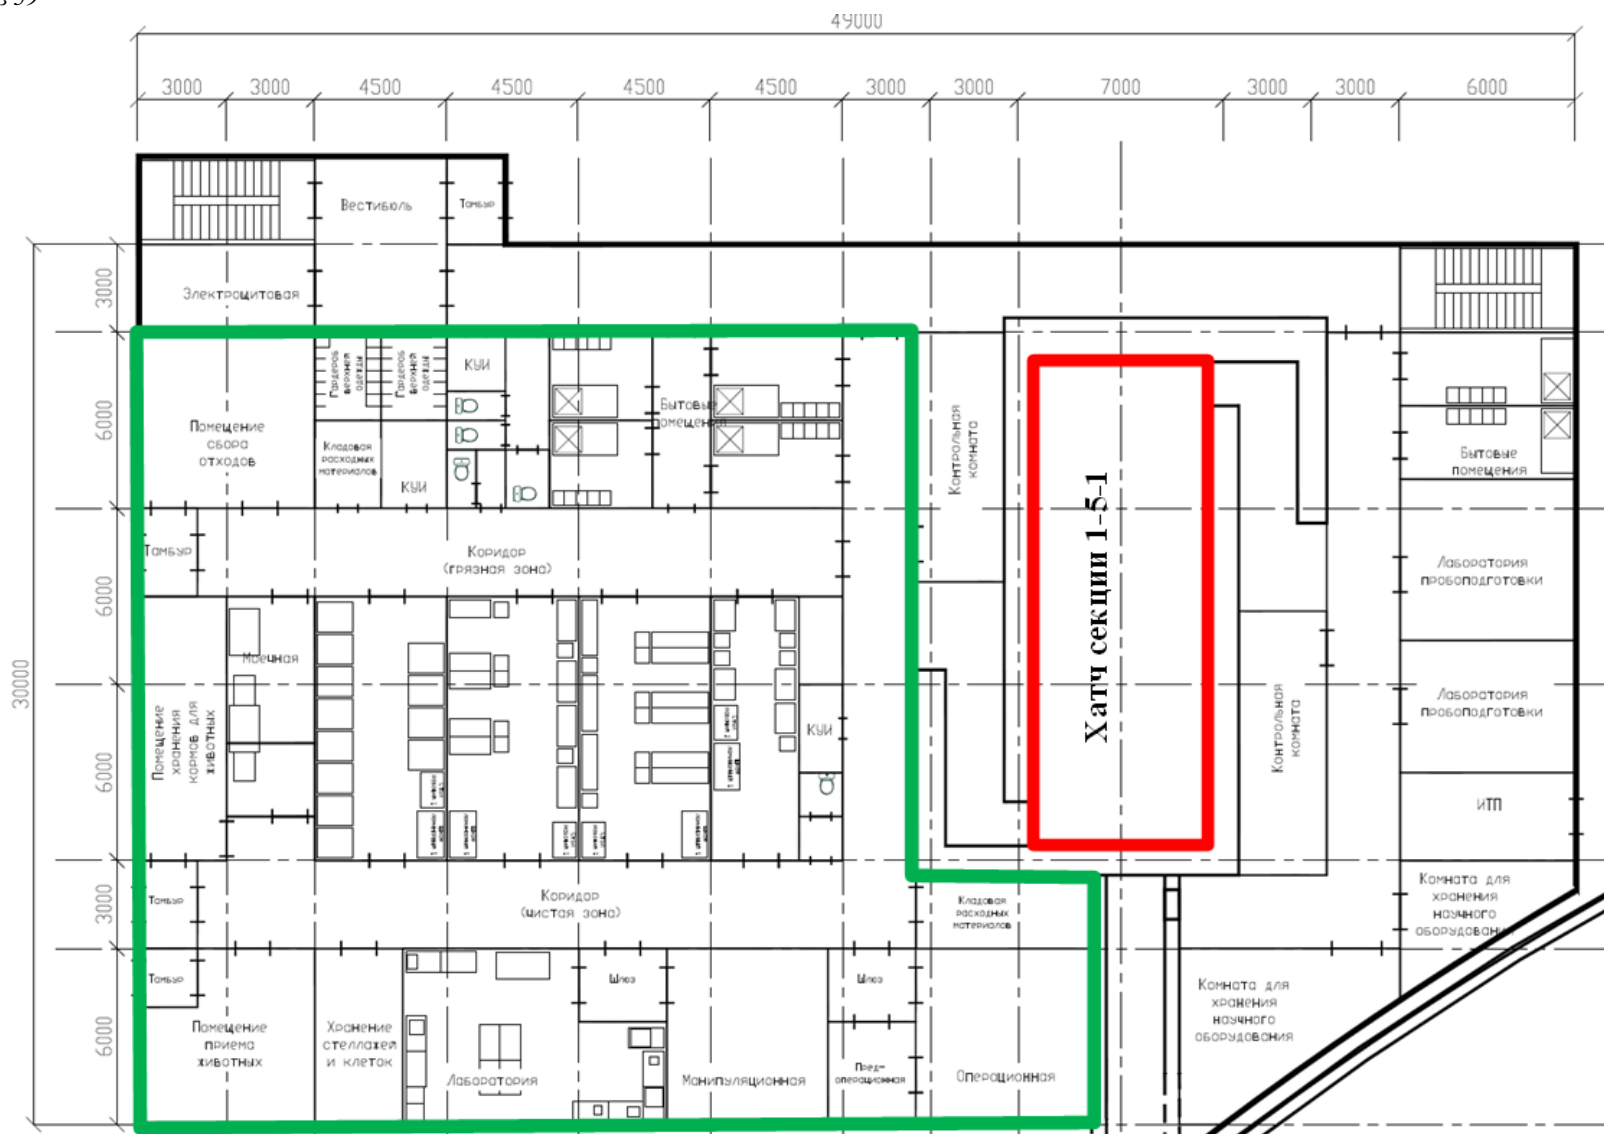 49000
3000 3000 4500 4500 4500 4500 3000 3000 7000 3000 3000 6000
Вестибюль
Тамбур
Электрощитовая
3000
6000
6000
6000
3000
6000
30000
Гардероб
верхней
одежды
Гардероб
верхней
одежды
КУИ
Бытовые
помещения
Помещение
сбора
отходов
Кладовая
расходных
материалов
КУИ
Тамбур
Коридор
(грязная зона)
Моечная
Помещение
хранения
кормов для
животных
КУИ
Тамбур
Коридор
(чистая зона)
Кладовая
расходных
материалов
Тамбур
Помещение
приема
животных
Хранение
стеллажей
и клеток
Лаборатория
Шлюз
Манипуляционная
Шлюз
Пред-
операционная
Операционная
Контрольная
комната
Хатч секции 1-5-1
Контрольная
комната
Бытовые
помещения
Лаборатория
пробоподготовки
Лаборатория
пробоподготовки
ИТП
Комната для
хранения
научного
оборудования
Комната для
хранения
научного
оборудования